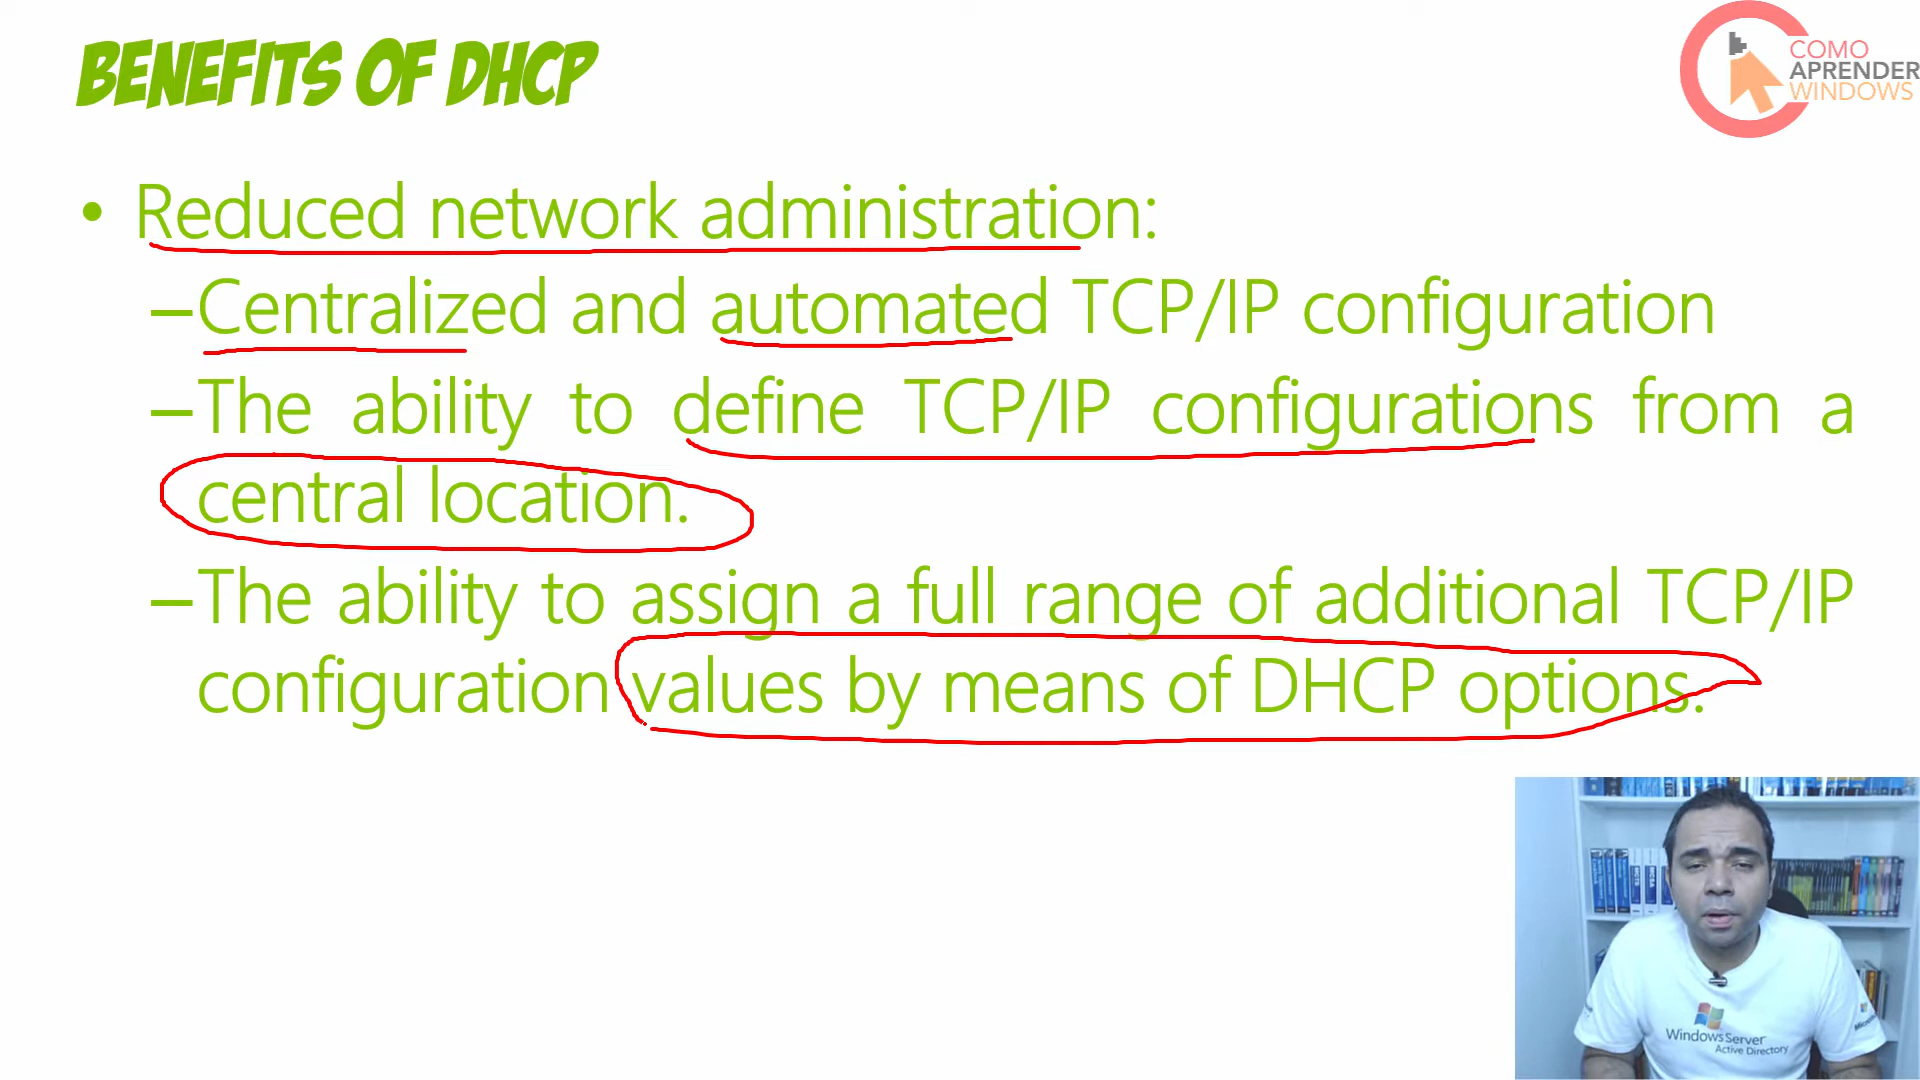 BENEFITS OF DHCP
COMO
APRENDER
WINDOWS
• Reduced network administration:
–Centralized and automated TCP/IP configuration
–The ability to define TCP/IP configurations from a
central location.
–The ability to assign a full range of additional TCP/IP
configuration values by means of DHCP options.
Windows Server
Active Directory